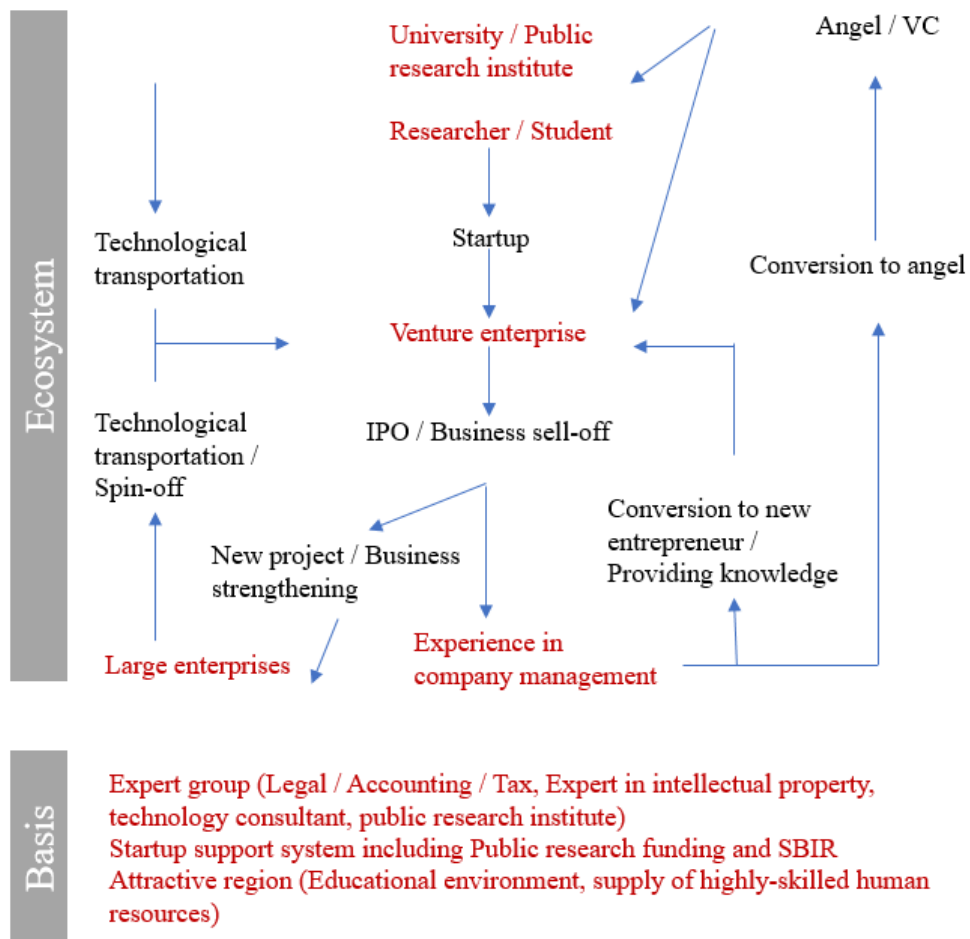 Ecosystem
University / Public
research institute
Angel / VC
Researcher / Student
Technological
transportation
Startup
Conversion to angel
Venture enterprise
Technological
transportation /
Spin-off
IPO / Business sell-off
Conversion to new
entrepreneur /
Providing knowledge
New project / Business
strengthening
Large enterprises
Experience in
company management
Basis
Expert group (Legal / Accounting / Tax, Expert in intellectual property,
technology consultant, public research institute)
Startup support system including Public research funding and SBIR
Attractive region (Educational environment, supply of highly-skilled human
resources)